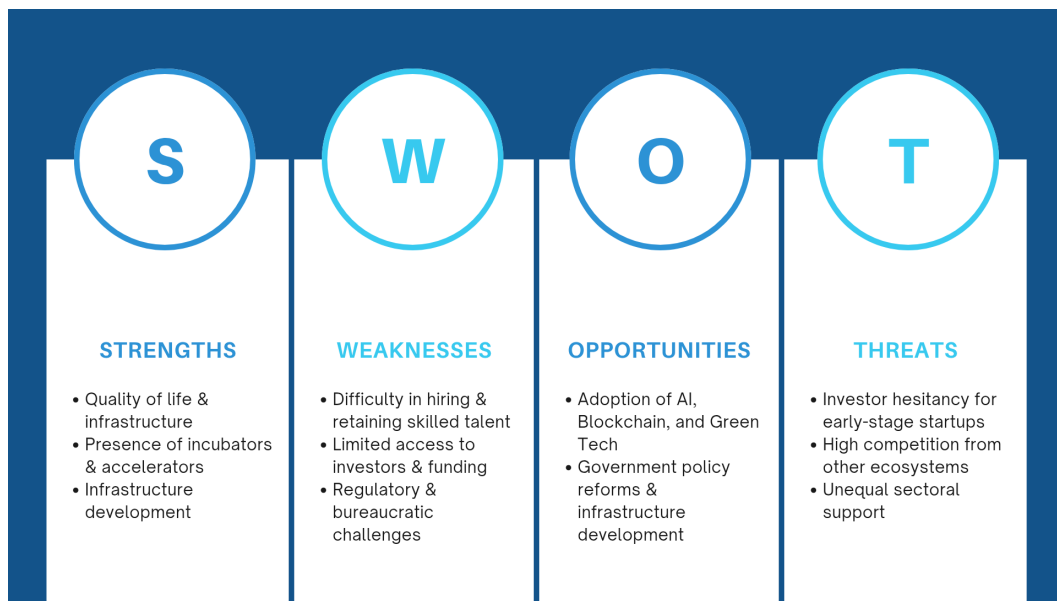 S
W
O
T
STRENGTHS
• Quality of life &
infrastructure
• Presence of incubators
& accelerators
• Infrastructure
development
WEAKNESSES
• Difficulty in hiring &
retaining skilled talent
• Limited access to
investors & funding
• Regulatory &
bureaucratic
challenges
OPPORTUNITIES
• Adoption of AI,
Blockchain, and Green
Tech
• Government policy
reforms &
infrastructure
development
THREATS
• Investor hesitancy for
early-stage startups
• High competition from
other ecosystems
• Unequal sectoral
support